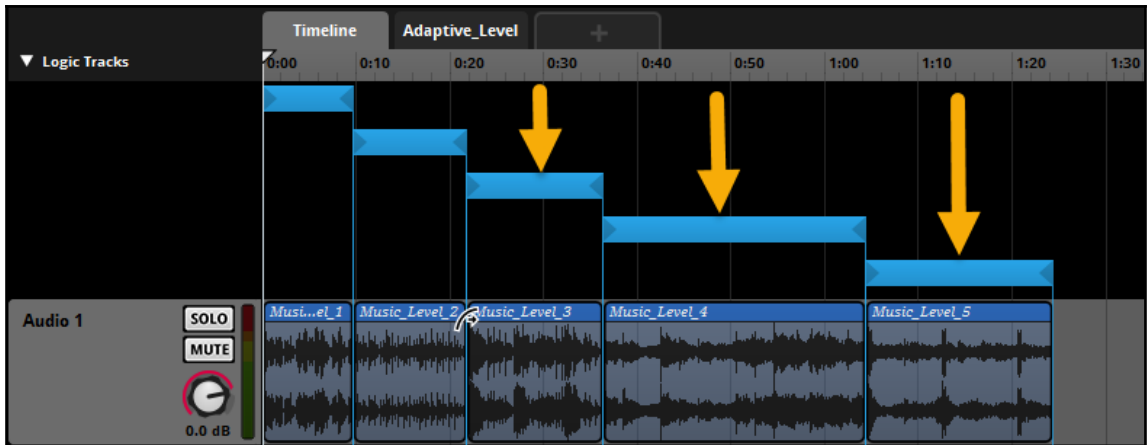 Timeline Adaptive_Level +
▼ Logic Tracks 0:00 0:10 0:20 0:30 0:40 0:50 1:00 1:10 1:20 1:30
Musi...el_1 Music_Level_2 Music_Level_3 Music_Level_4 Music_Level_5
Audio 1 SOLO
MUTE
0.0 dB